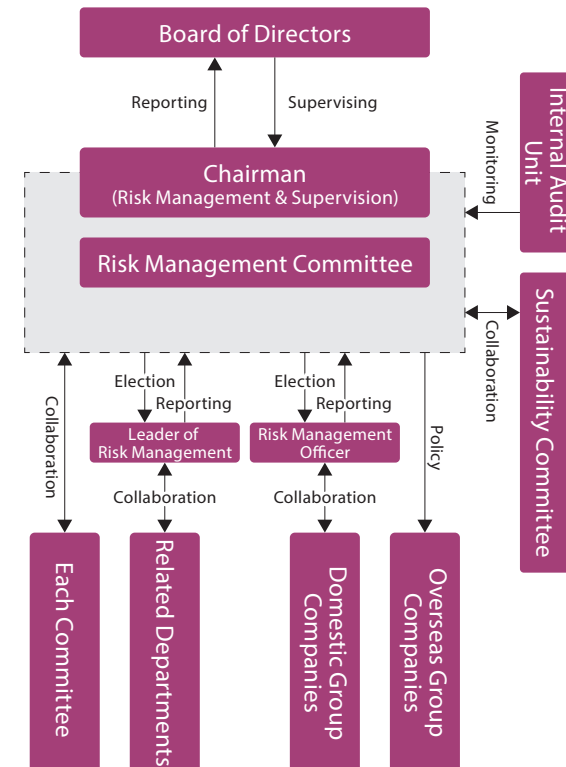 Board of Directors
Reporting
Supervising
Chairman
(Risk Management & Supervision)
Risk Management Committee
Monitoring
Internal Audit
Unit
Collaboration
Sustainability Committee
Collaboration
Election
Reporting
Election
Reporting
Policy
Leader of
Risk Management
Risk Management
Officer
Collaboration
Collaboration
Each Committee
Related Departments
Domestic Group
Companies
Overseas Group
Companies